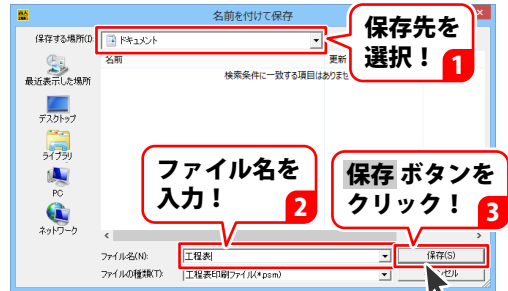 名前を付けて保存
保存する場所(I):
ドキュメント
保存先を
選択！
1
名前
更新
検索条件に一致する項目はありませ
最近表示した場所
デスクトップ
ライブラリ
PC
ネットワーク
ファイル名を
入力！
2
保存 ボタンを
クリック！
3
ファイル名(N):
工程表
保存(S)
ファイルの種類(T):
工程表印刷ファイル(*psm)
ンセル